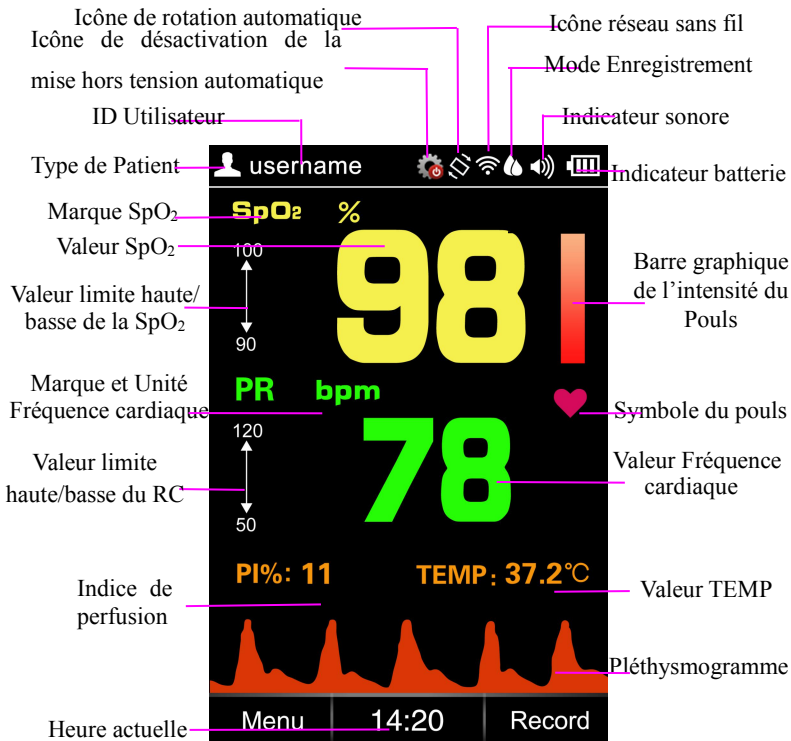 Icône de rotation automatique
Icône de désactivation de la
mise hors tension automatique
ID Utilisateur
Type de Patient
Marque SpO₂
Valeur SpO₂
Valeur limite haute/
basse de la SpO₂
Marque et Unité
Fréquence cardiaque
Valeur limite
haute/basse du RC
Indice de
perfusion
Heure actuelle
Icône réseau sans fil
Mode Enregistrement
Indicateur sonore
Indicateur batterie
Barre graphique
de l’intensité du
Pouls
Symbole du pouls
Valeur Fréquence
cardiaque
Valeur TEMP
Pléthysmogramme
username
SpO₂ %
100
98
90
PR bpm
120
78
50
PI%: 11 TEMP: 37.2℃
Menu 14:20 Record